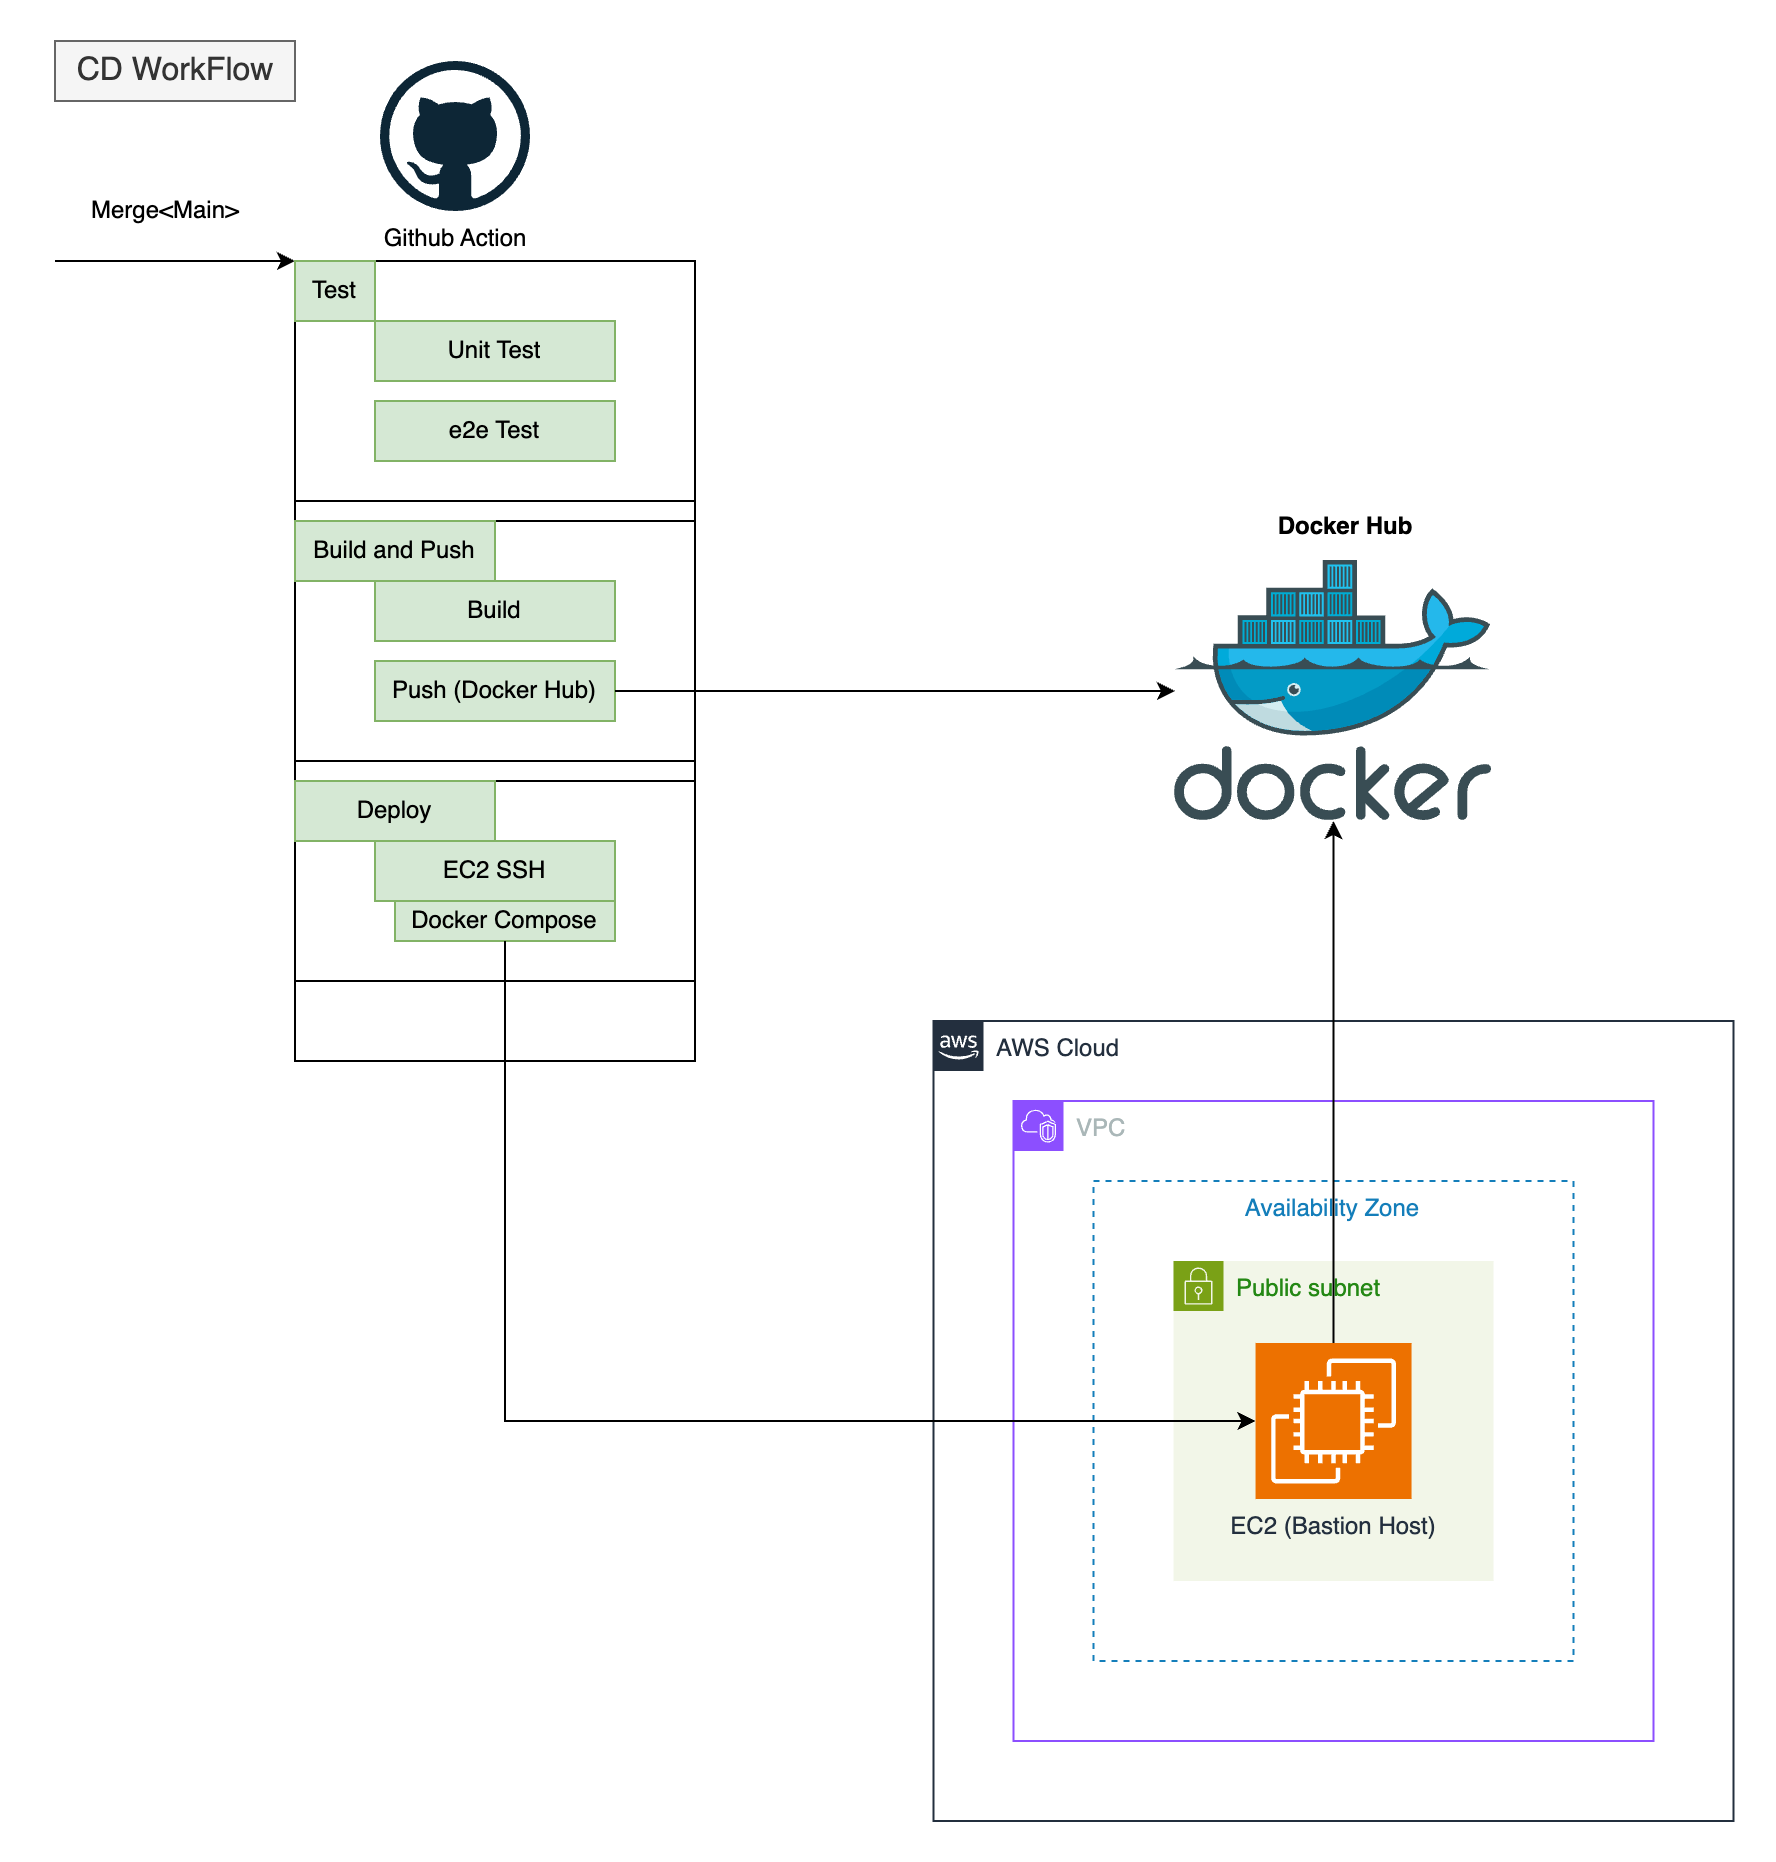 CD WorkFlow
Merge<Main>
Github Action
Test
Unit Test
e2e Test
Build and Push
Build
Push (Docker Hub)
Deploy
EC2 SSH
Docker Compose
Docker Hub
docker
aws
AWS Cloud
VPC
Availability Zone
Public subnet
EC2 (Bastion Host)